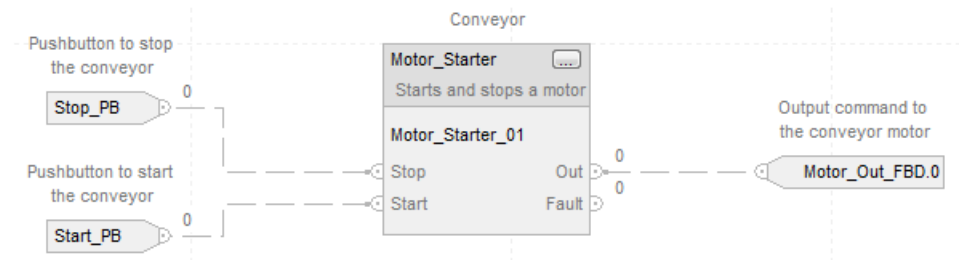 Conveyor
Pushbutton to stop
the conveyor
0
Stop_PB
Motor_Starter
...
Starts and stops a motor
Motor_Starter_01
Stop
Out
0
Start
Fault
0
Output command to
the conveyor motor
Motor_Out_FBD.0
Pushbutton to start
the conveyor
0
Start_PB